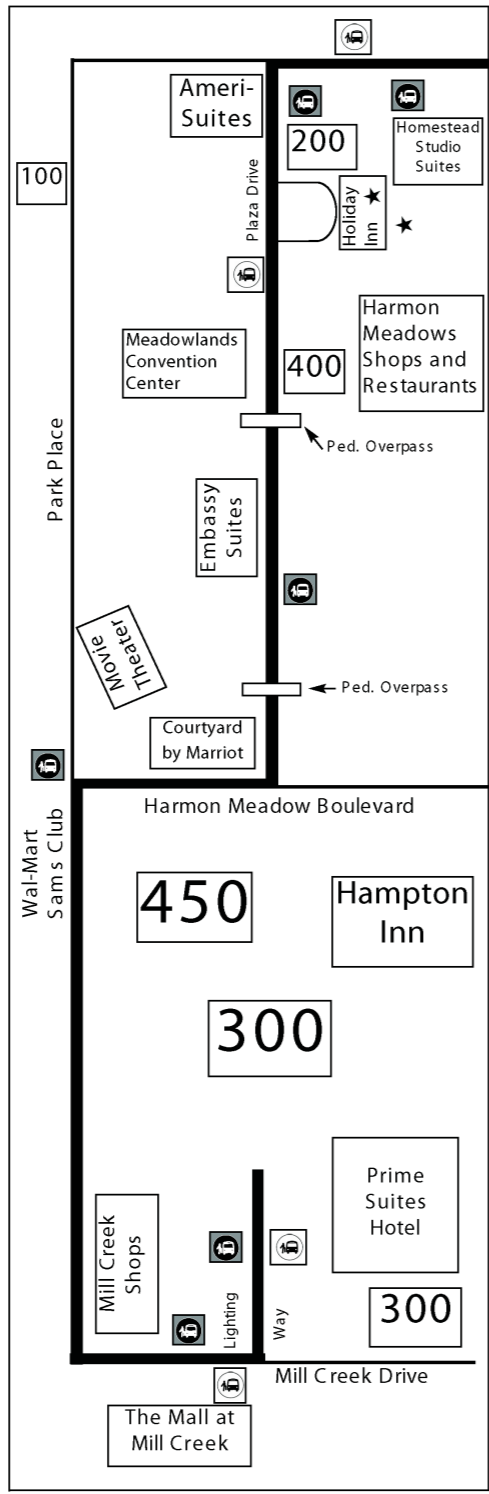 Ameri-
Suites
200
Homestead
Studio
Suites
100
Plaza Drive
Holiday
Inn
Meadowlands
Convention
Center
Harmon
Meadows
Shops and
Restaurants
400
Ped. Overpass
Park Place
Embassy
Suites
Movie
Theater
Ped. Overpass
Courtyard
by Marriot
Harmon Meadow Boulevard
Wal-Mart
Sam s Club
450
Hampton
Inn
300
Prime
Suites
Hotel
Mill Creek
Shops
Lighting
Way
300
Mill Creek Drive
The Mall at
Mill Creek